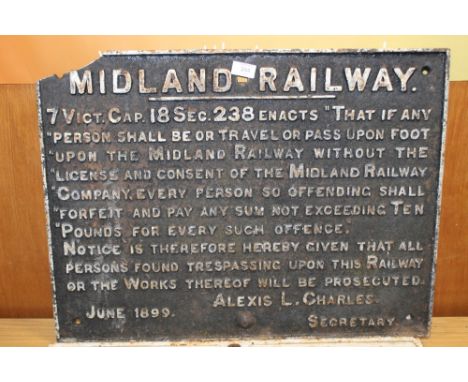 MIDLAND RAILWAY.
7 VICT. CAP. 18 SEC. 238 ENACTS "THAT IF ANY
"PERSON SHALL BE OR TRAVEL OR PASS UPON FOOT
"UPON THE MIDLAND RAILWAY WITHOUT THE
"LICENSE AND CONSENT OF THE MIDLAND RAILWAY
"COMPANY, EVERY PERSON SO OFFENDING SHALL
"FORFEIT AND PAY ANY SUM NOT EXCEEDING TEN
"POUNDS FOR EVERY SUCH OFFENCE."
NOTICE IS THEREFORE HEREBY GIVEN THAT ALL
PERSONS FOUND TRESPASSING UPON THIS RAILWAY
OR THE WORKS THEREOF WILL BE PROSECUTED.
ALEXIS L. CHARLES.
JUNE 1899. SECRETARY.